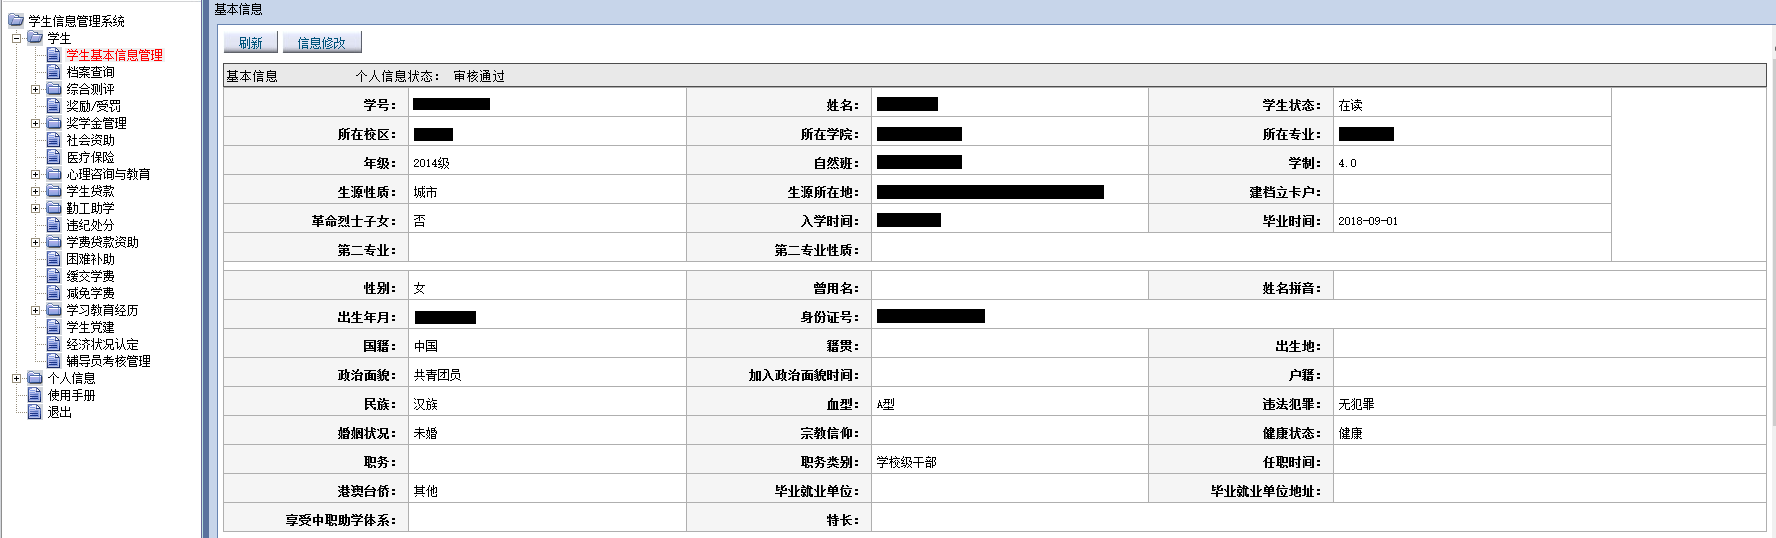 学生信息管理系统
学生
学生基本信息管理
档案查询
综合测评
奖励/受罚
奖学金管理
社会资助
医疗保险
心理咨询与教育
学生贷款
勤工助学
违纪处分
学费贷款资助
困难补助
缓交学费
减免学费
学习教育经历
学生党建
经济状况认定
辅导员考核管理
个人信息
使用手册
退出
基本信息
刷新 信息修改
基本信息 个人信息状态： 审核通过
学号： 姓名： 学生状态： 在读
所在校区： 所在学院： 所在专业：
年级： 2014级 自然班： 学制： 4.0
生源性质： 城市 生源所在地： 建档立卡户：
革命烈士子女： 否 入学时间： 毕业时间： 2018-09-01
第二专业： 第二专业性质：
性别： 女 曾用名： 姓名拼音：
出生年月： 身份证号：
国籍： 中国 籍贯： 出生地：
政治面貌： 共青团员 加入政治面貌时间： 户籍：
民族： 汉族 血型： A型 违法犯罪： 无犯罪
婚姻状况： 未婚 宗教信仰： 健康状态： 健康
职务： 职务类别： 学校级干部 任职时间：
港澳台侨： 其他 毕业就业单位： 毕业就业单位地址：
享受中职助学体系： 特长：